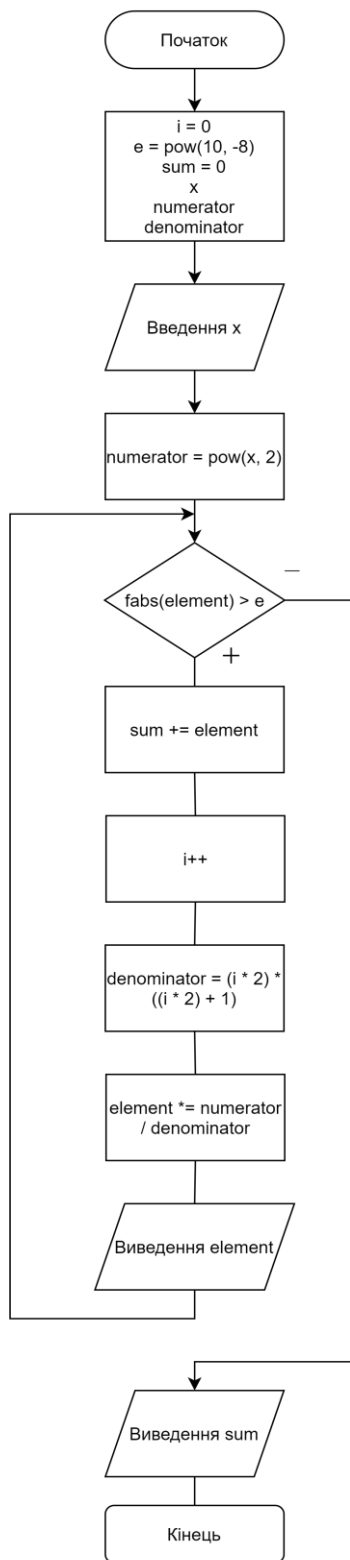 Початок
i = 0
e = pow(10, -8)
sum = 0
x
numerator
denominator
Введення x
numerator = pow(x, 2)
—
fabs(element) > e
+
sum += element
i++
denominator = (i * 2) *
((i * 2) + 1)
element *= numerator
/ denominator
Виведення element
Виведення sum
Кінець